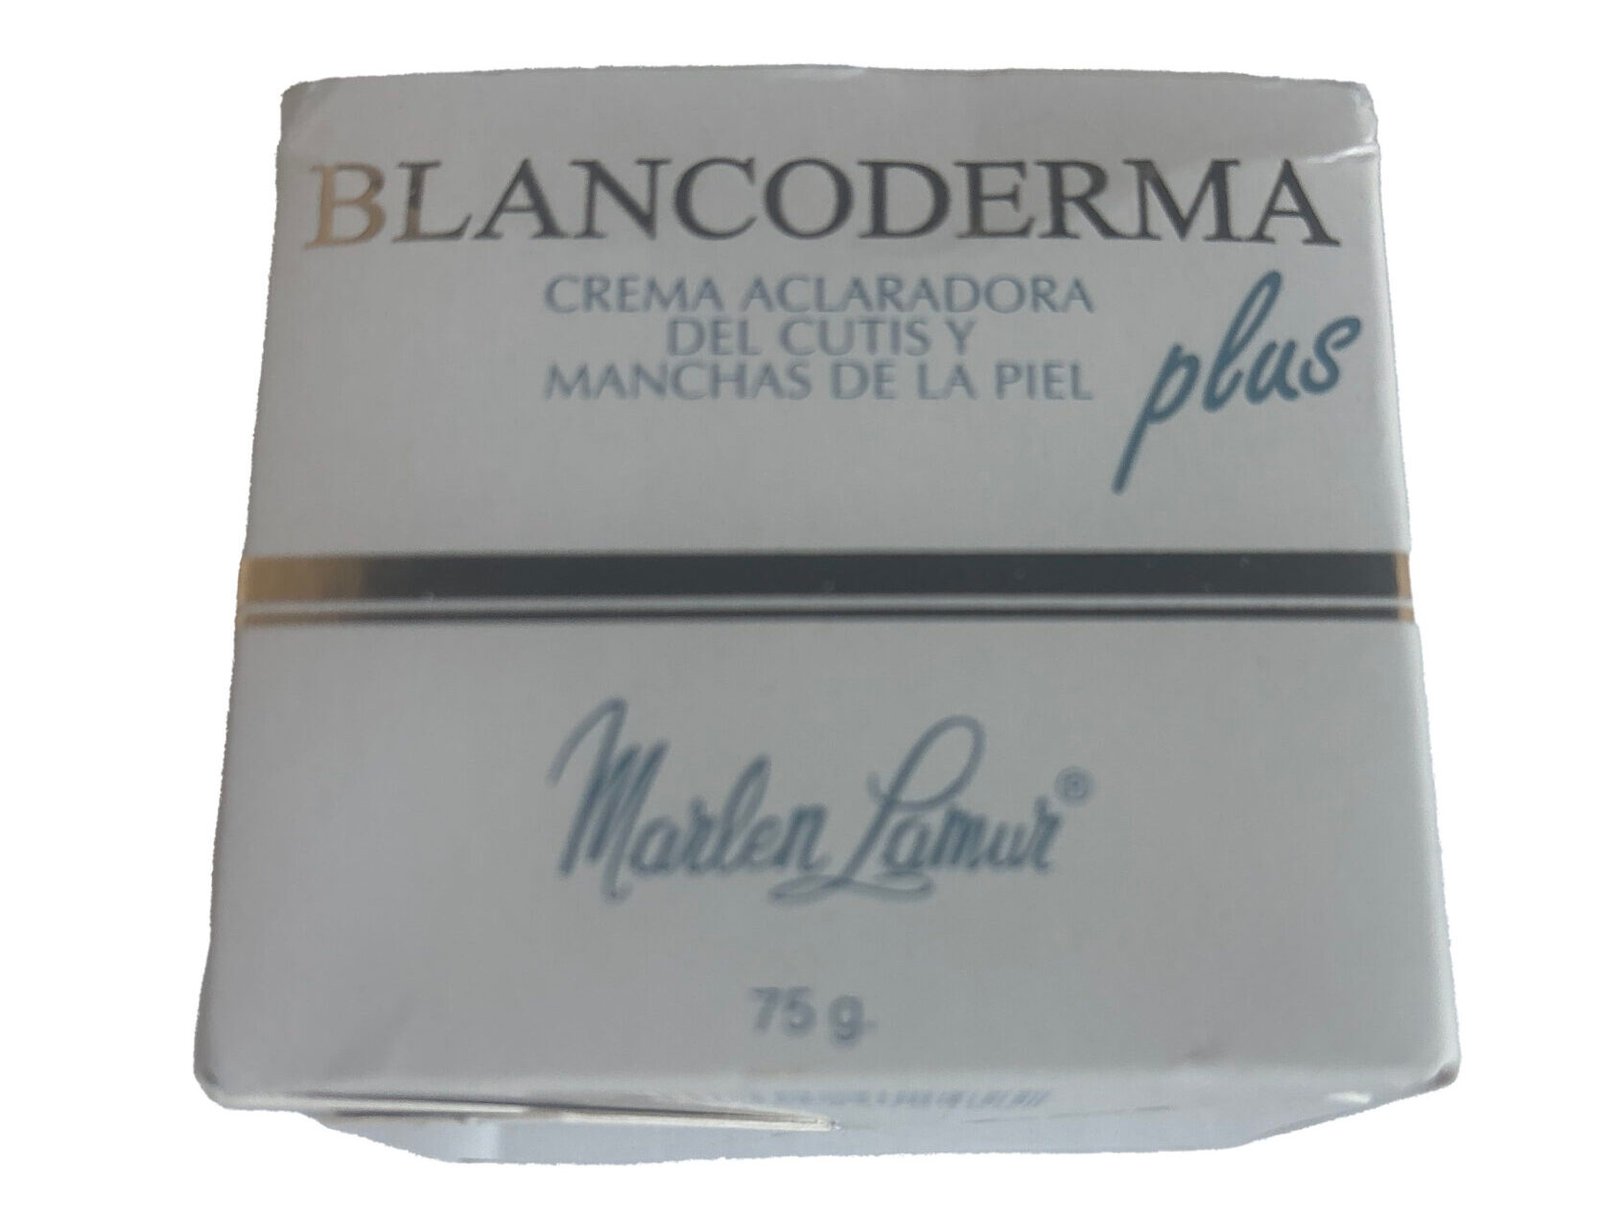 BLANCODERMA
CREMA ACLARADORA
DEL CUTIS Y
MANCHAS DE LA PIEL
plus
Marlen Lamur®
75 g.